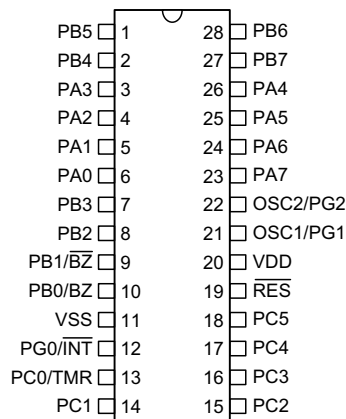 PB5 1 28 PB6
PB4 2 27 PB7
PA3 3 26 PA4
PA2 4 25 PA5
PA1 5 24 PA6
PA0 6 23 PA7
PB3 7 22 OSC2/PG2
PB2 8 21 OSC1/PG1
PB1/B̅Z̅ 9 20 VDD
PB0/BZ 10 19 R̅E̅S̅
VSS 11 18 PC5
PG0/I̅N̅T̅ 12 17 PC4
PC0/TMR 13 16 PC3
PC1 14 15 PC2